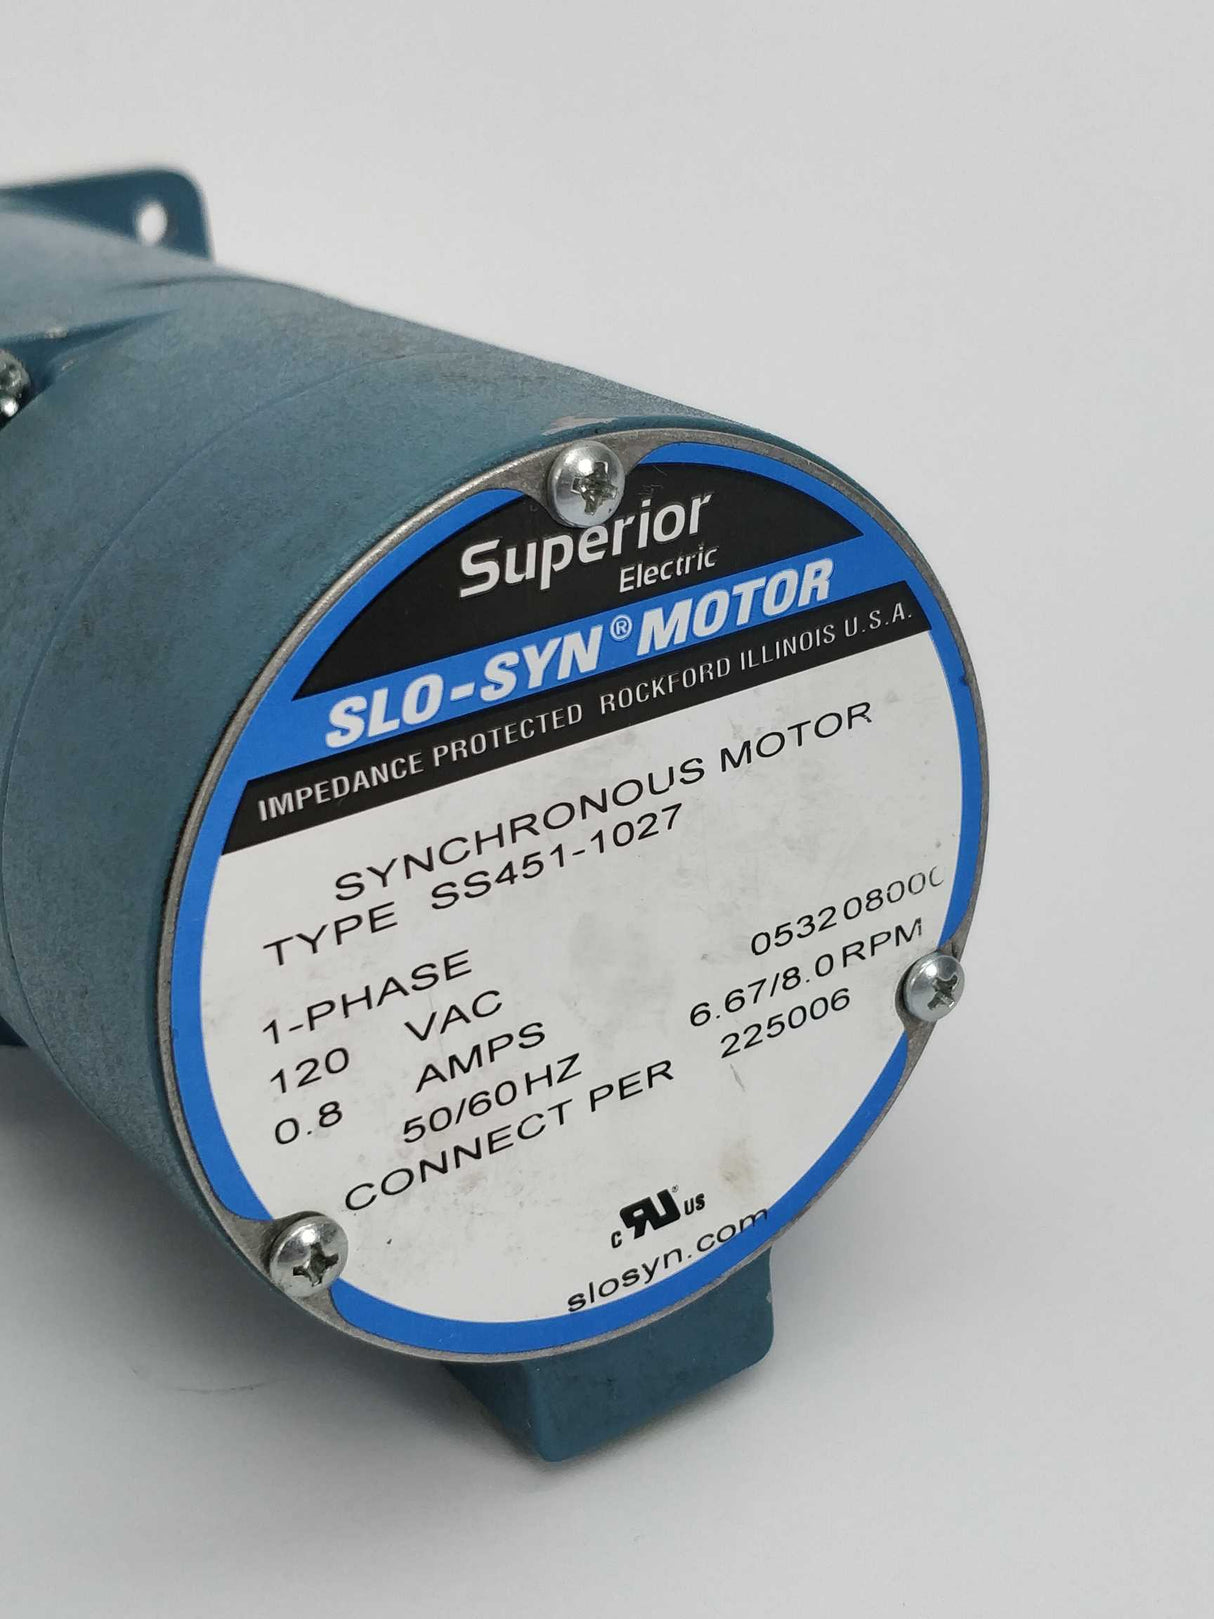 Superior
Electric
SLO-SYN® MOTOR
IMPEDANCE PROTECTED ROCKFORD ILLINOIS U.S.A.
SYNCHRONOUS MOTOR
TYPE SS451-1027
1-PHASE
120 VAC 053208000
0.8 AMPS 6.67/8.0 RPM
50/60 HZ
CONNECT PER 225006
c RU® US
slosyn.com